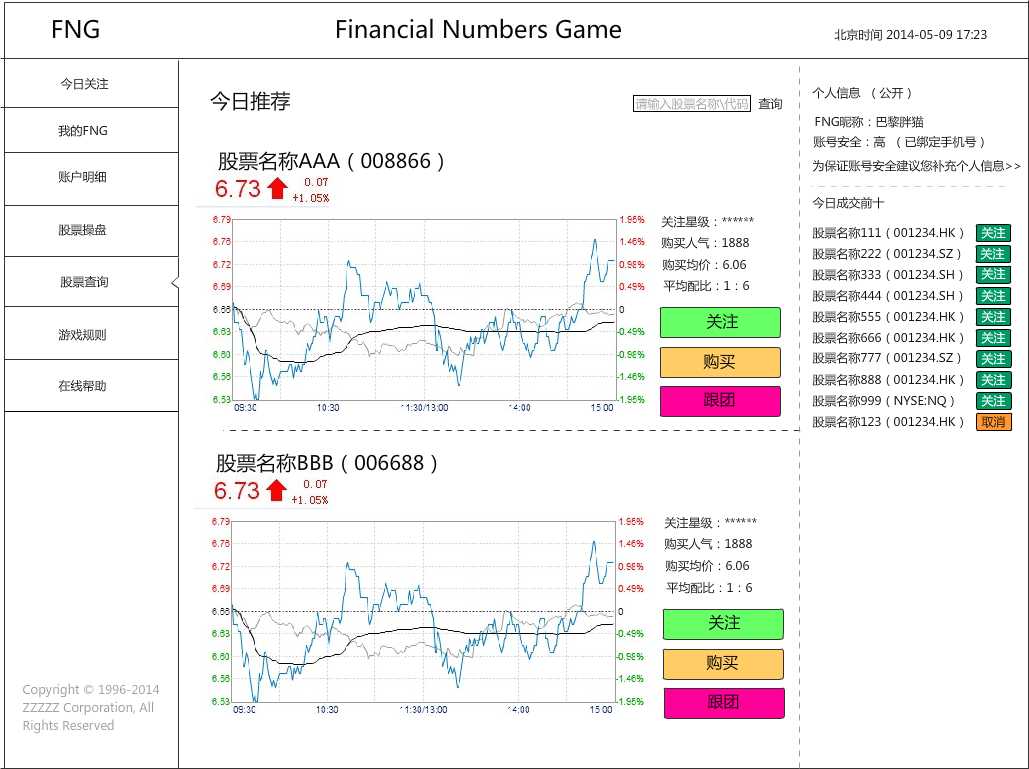 FNG
Financial Numbers Game
北京时间 2014-05-09 17:23
今日关注
我的FNG
账户明细
股票操盘
股票查询
游戏规则
在线帮助
Copyright © 1996-2014
ZZZZZ Corporation, All
Rights Reserved
今日推荐
请输入股票名称\代码 查询
股票名称AAA（008866）
6.73 0.07
+1.05%
6.79 1.95%
6.76 1.46%
6.72 0.98%
6.69 0.49%
6.66 0
6.63 -0.49%
6.60 -0.98%
6.56 -1.46%
6.53 -1.95%
09:30 10:30 11:30/13:00 14:00 15:00
关注星级：******
购买人气：1888
购买均价：6.06
平均配比：1：6
关注
购买
跟团
股票名称BBB（006688）
6.73 0.07
+1.05%
6.79 1.95%
6.76 1.46%
6.72 0.98%
6.69 0.49%
6.66 0
6.63 -0.49%
6.60 -0.98%
6.56 -1.46%
6.53 -1.95%
09:30 10:30 11:30/13:00 14:00 15:00
关注星级：******
购买人气：1888
购买均价：6.06
平均配比：1：6
关注
购买
跟团
个人信息 （公开）
FNG昵称：巴黎胖猫
账号安全：高 （已绑定手机号）
为保证账号安全建议您补充个人信息>>
今日成交前十
股票名称111（001234.HK） 关注
股票名称222（001234.SZ） 关注
股票名称333（001234.SH） 关注
股票名称444（001234.SH） 关注
股票名称555（001234.HK） 关注
股票名称666（001234.HK） 关注
股票名称777（001234.SZ） 关注
股票名称888（001234.HK） 关注
股票名称999（NYSE:NQ） 关注
股票名称123（001234.HK） 取消